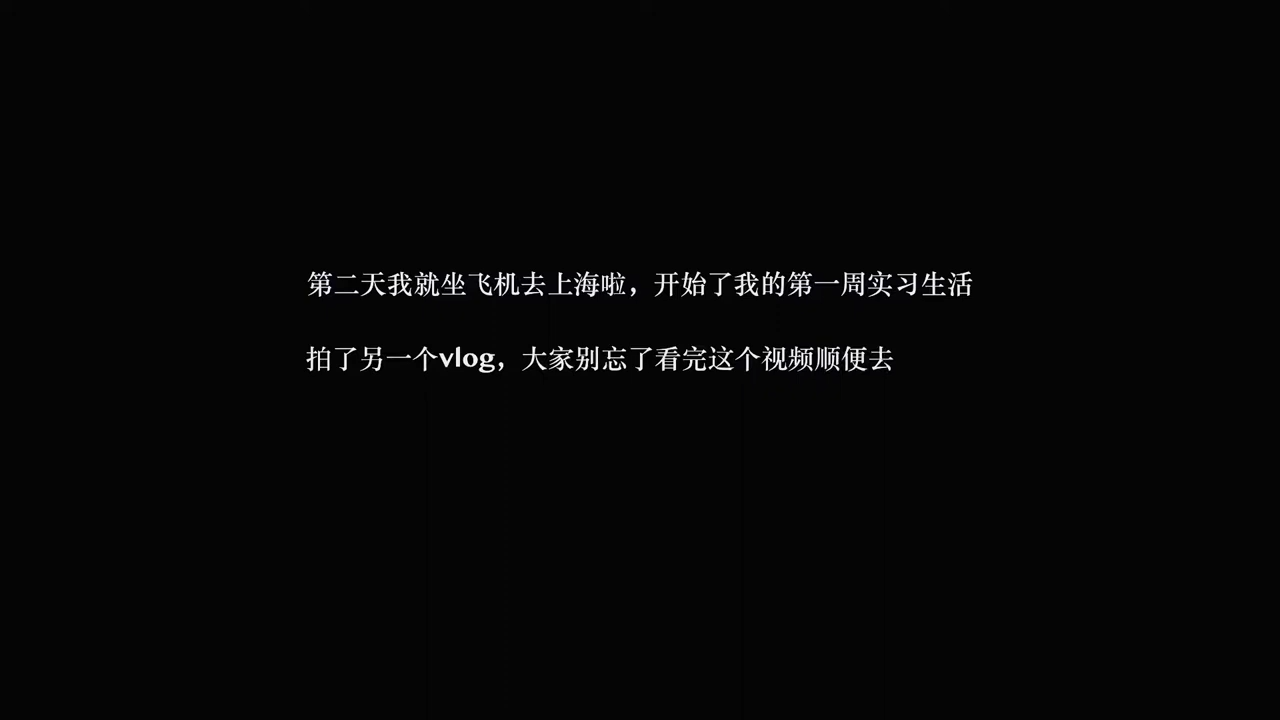 第二天我就坐飞机去上海啦，开始了我的第一周实习生活
拍了另一个vlog，大家别忘了看完这个视频顺便去